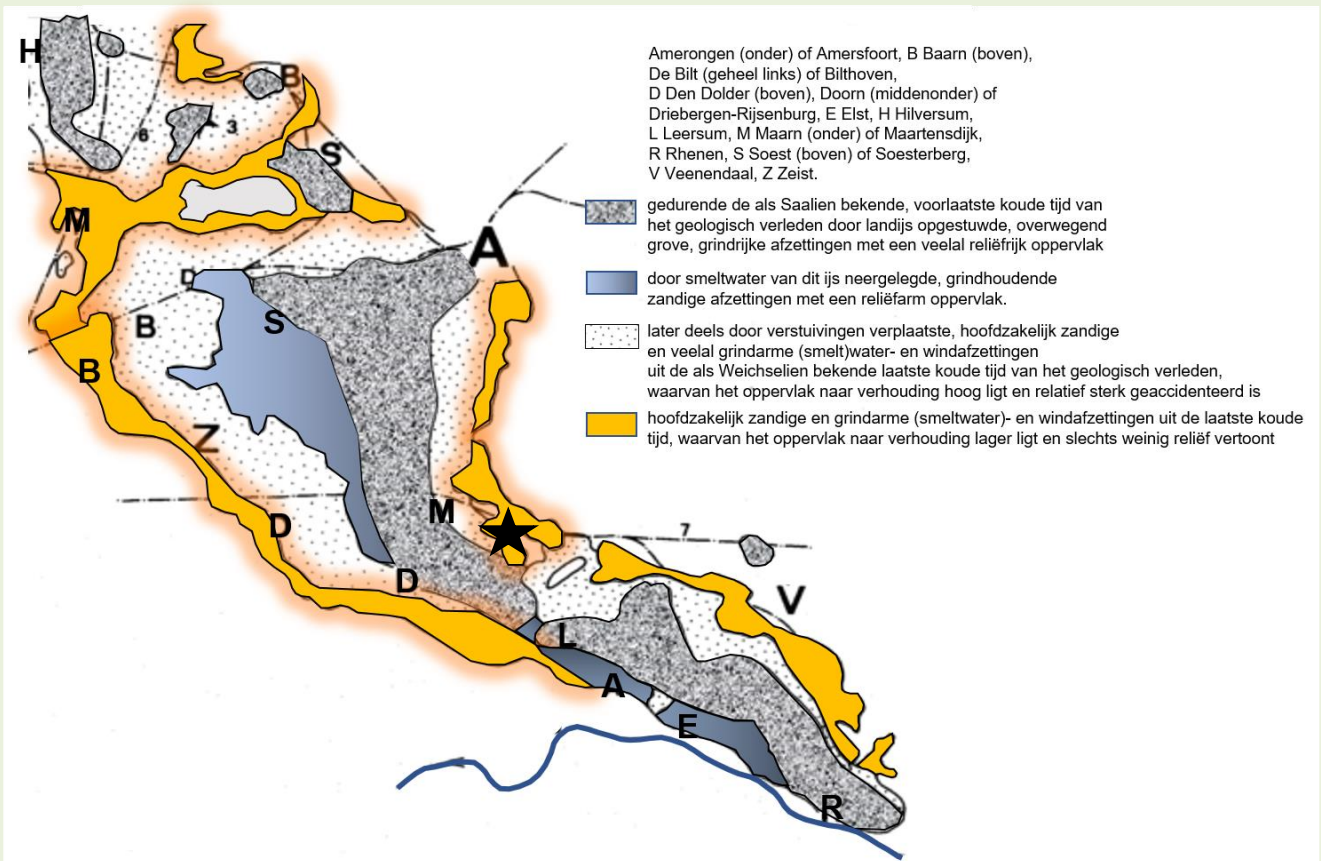 Amerongen (onder) of Amersfoort, B Baarn (boven),
De Bilt (geheel links) of Bilthoven,
D Den Dolder (boven), Doorn (middenonder) of
Driebergen-Rijsenburg, E Elst, H Hilversum,
L Leersum, M Maarn (onder) of Maartensdijk,
R Rhenen, S Soest (boven) of Soesterberg,
V Veenendaal, Z Zeist.
gedurende de als Saalien bekende, voorlaatste koude tijd van
het geologisch verleden door landijs opgestuwde, overwegend
grove, grindrijke afzettingen met een veelal reliëfrijk oppervlak
door smeltwater van dit ijs neergelegde, grindhoudende
zandige afzettingen met een reliëfarm oppervlak.
later deels door verstuivingen verplaatste, hoofdzakelijk zandige
en veelal grindarme (smelt)water- en windafzettingen
uit de als Weichselien bekende laatste koude tijd van het geologisch verleden,
waarvan het oppervlak naar verhouding hoog ligt en relatief sterk geaccidenteerd is
hoofdzakelijk zandige en grindarme (smeltwater)- en windafzettingen uit de laatste koude
tijd, waarvan het oppervlak naar verhouding lager ligt en slechts weinig reliëf vertoont
H
B
6
3
S
M
A
D
B
S
B
Z
M
D
7
D
V
L
A
E
R